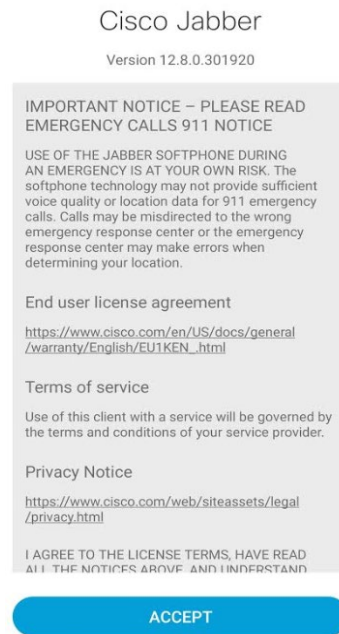 Cisco Jabber
Version 12.8.0.301920
IMPORTANT NOTICE – PLEASE READ
EMERGENCY CALLS 911 NOTICE
USE OF THE JABBER SOFTPHONE DURING
AN EMERGENCY IS AT YOUR OWN RISK. The
softphone technology may not provide sufficient
voice quality or location data for 911 emergency
calls. Calls may be misdirected to the wrong
emergency response center or the emergency
response center may make errors when
determining your location.
End user license agreement
https://www.cisco.com/en/US/docs/general
/warranty/English/EU1KEN_.html
Terms of service
Use of this client with a service will be governed by
the terms and conditions of your service provider.
Privacy Notice
https://www.cisco.com/web/siteassets/legal
/privacy.html
I AGREE TO THE LICENSE TERMS, HAVE READ
ALL THE NOTICES ABOVE, AND UNDERSTAND
ACCEPT